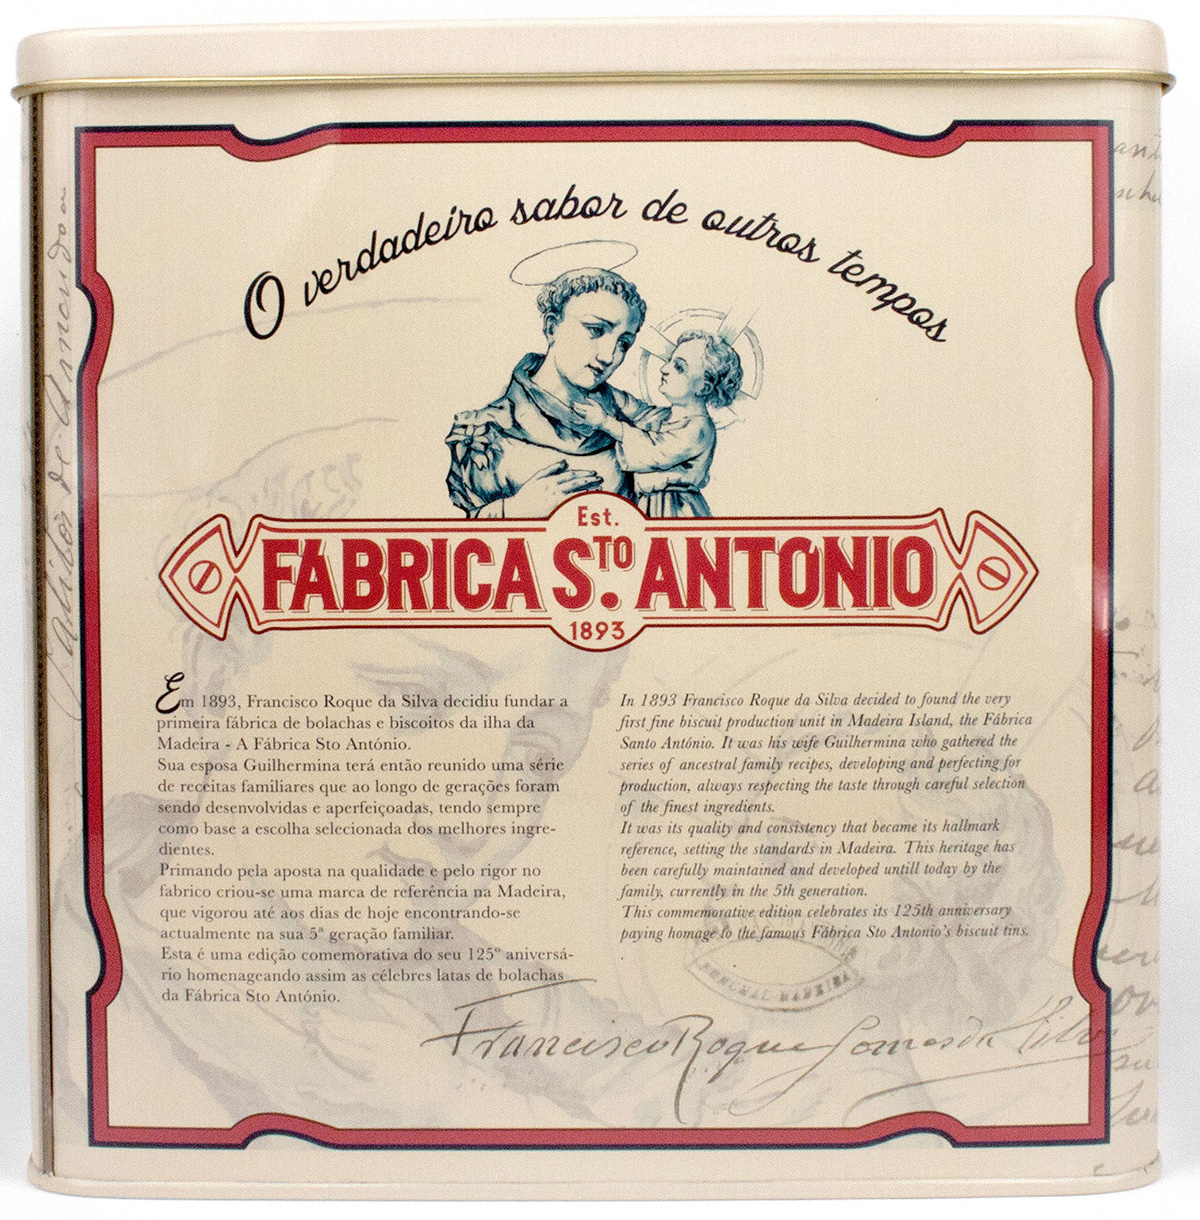 O verdadeiro sabor de outros tempos
Est.
FÁBRICA STO. ANTÓNIO
1893
Em 1893, Francisco Roque da Silva decidiu fundar a
primeira fábrica de bolachas e biscoitos da ilha da
Madeira - A Fábrica Sto António.
Sua esposa Guilhermina terá então reunido uma série
de receitas familiares que ao longo de gerações foram
sendo desenvolvidas e aperfeiçoadas, tendo sempre
como base a escolha selecionada dos melhores ingre-
dientes.
Primando pela aposta na qualidade e pelo rigor no
fabrico criou-se uma marca de referência na Madeira,
que vigorou até aos dias de hoje encontrando-se
actualmente na sua 5ª geração familiar.
Esta é uma edição comemorativa do seu 125º aniversá-
rio homenageando assim as célebres latas de bolachas
da Fábrica Sto António.
In 1893 Francisco Roque da Silva decided to found the very
first fine biscuit production unit in Madeira Island, the Fábrica
Santo António. It was his wife Guilhermina who gathered the
series of ancestral family recipes, developing and perfecting for
production, always respecting the taste through careful selection
of the finest ingredients.
It was its quality and consistency that became its hallmark
reference, setting the standards in Madeira. This heritage has
been carefully maintained and developed untill today by the
family, currently in the 5th generation.
This commemorative edition celebrates its 125th anniversary
paying homage to the famous Fábrica Sto Antonio's biscuit tins.
.
FUNCHAL MADEIRA
Francisco Roque Gomes da Silva